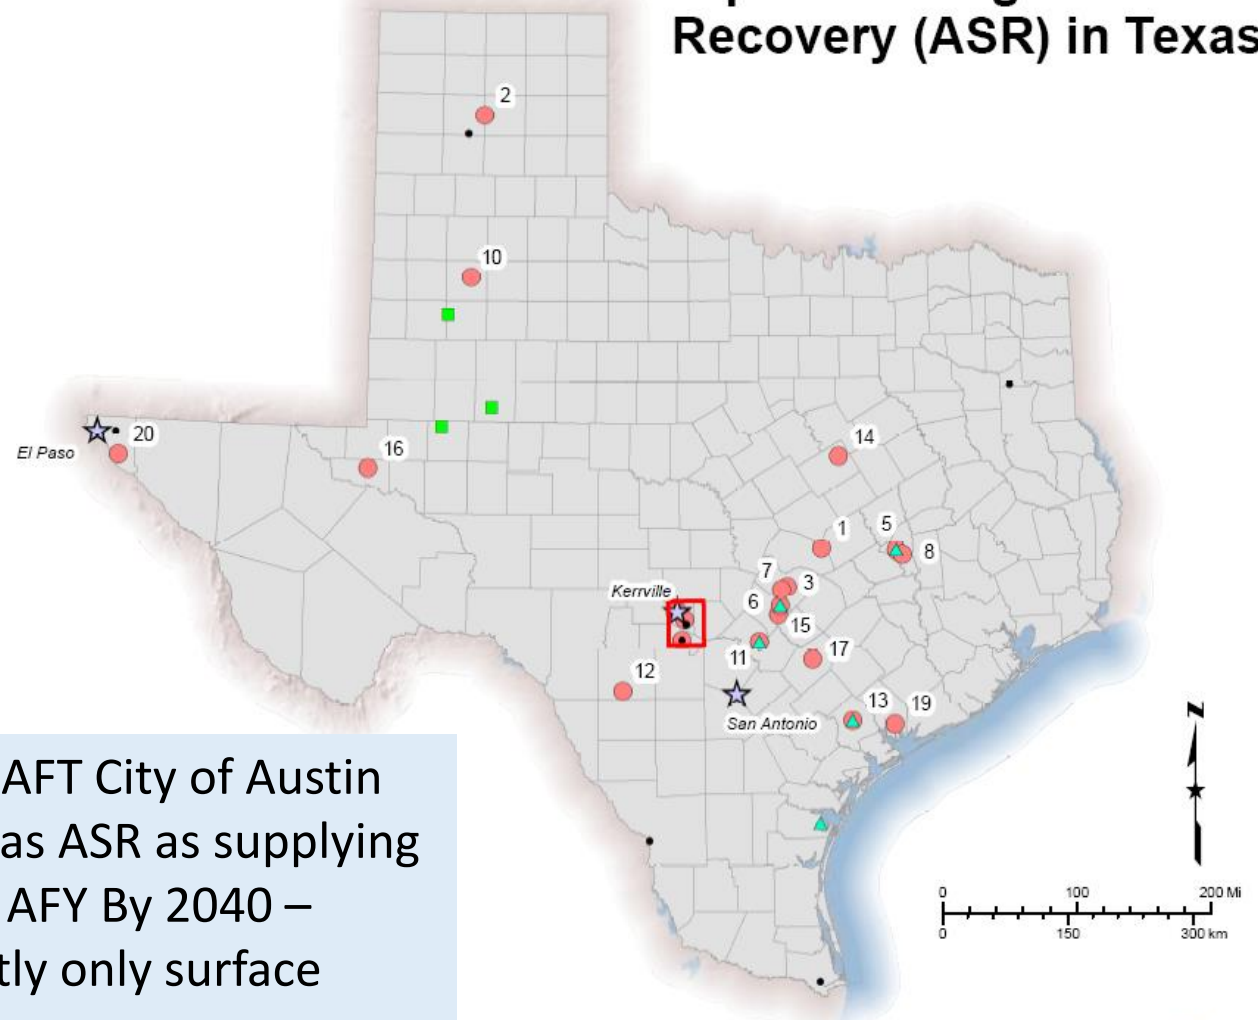 Recovery (ASR) in Texas
2
10
20
El Paso
16
14
1
5
8
7
3
Kerrville
6
15
11
17
12
13
19
San Antonio
AFT City of Austin
as ASR as supplying
AFY By 2040 –
tly only surface
N
0 100 200 Mi
0 150 300 km